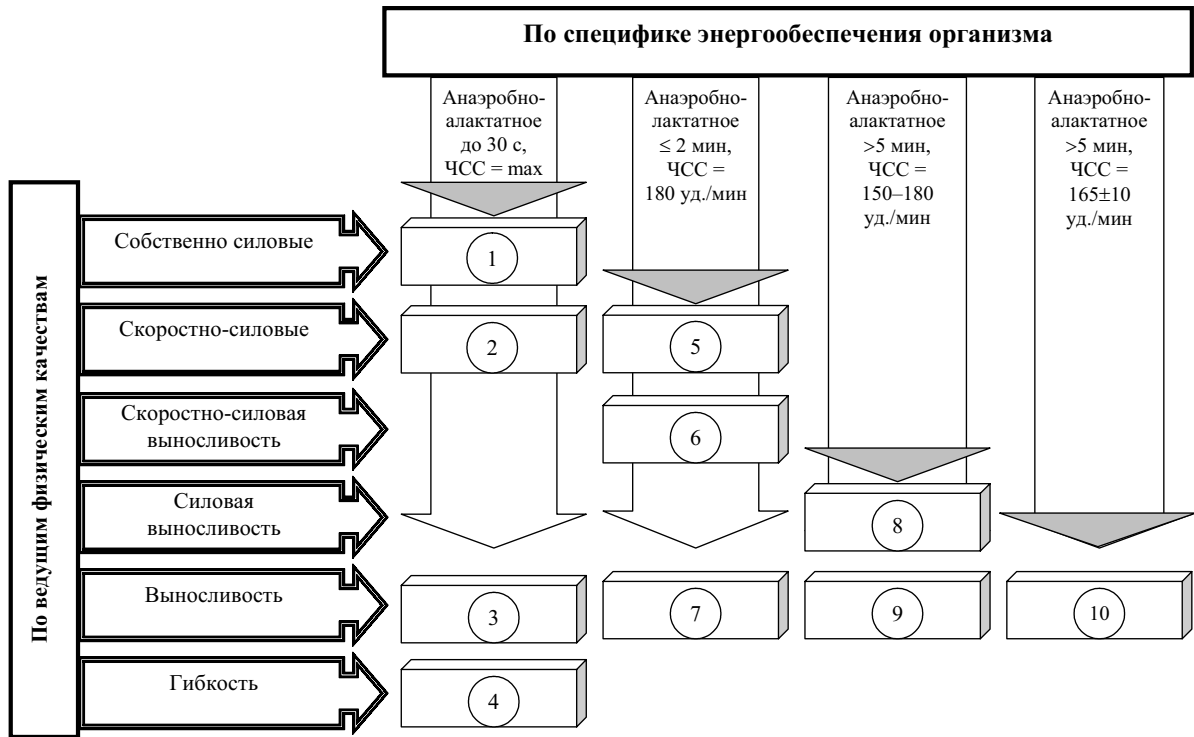 По специфике энергообеспечения организма
Анаэробно-
алактатное
до 30 с,
ЧСС = max
Анаэробно-
лактатное
≤ 2 мин,
ЧСС =
180 уд./мин
Анаэробно-
алактатное
>5 мин,
ЧСС =
150–180
уд./мин
Анаэробно-
алактатное
>5 мин,
ЧСС =
165±10
уд./мин
По ведущим физическим качествам
Собственно силовые
1
Скоростно-силовые
2
5
Скоростно-силовая
выносливость
6
Силовая
выносливость
8
Выносливость
3
7
9
10
Гибкость
4